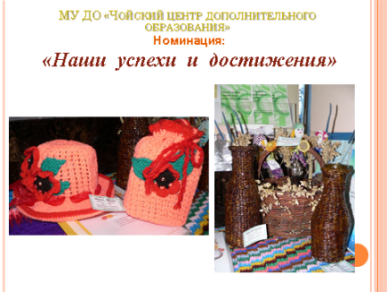 МУ ДО «ЧОЙСКИЙ ЦЕНТР ДОПОЛНИТЕЛЬНОГО
ОБРАЗОВАНИЯ»
Номинация:
«Наши успехи и достижения»